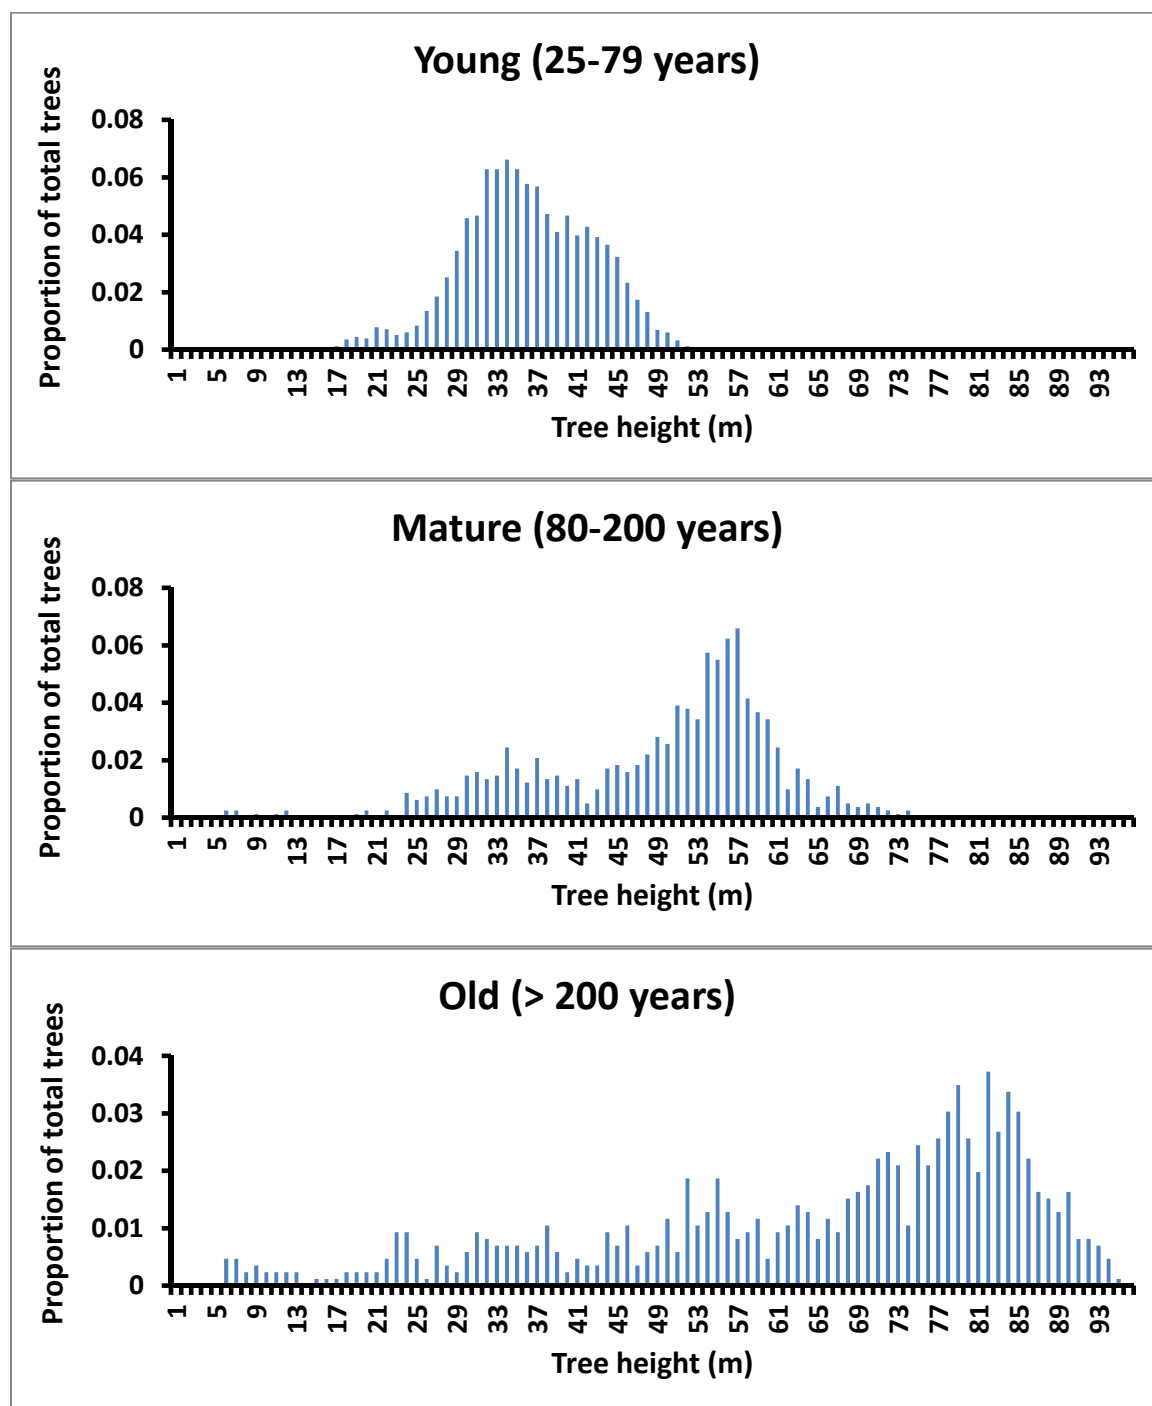 Young (25-79 years)
Proportion of total trees
0.08
0.06
0.04
0.02
0
1 5 9 13 17 21 25 29 33 37 41 45 49 53 57 61 65 69 73 77 81 85 89 93
Tree height (m)
Mature (80-200 years)
Proportion of total trees
0.08
0.06
0.04
0.02
0
1 5 9 13 17 21 25 29 33 37 41 45 49 53 57 61 65 69 73 77 81 85 89 93
Tree height (m)
Old (> 200 years)
Proportion of total trees
0.04
0.03
0.02
0.01
0
1 5 9 13 17 21 25 29 33 37 41 45 49 53 57 61 65 69 73 77 81 85 89 93
Tree height (m)